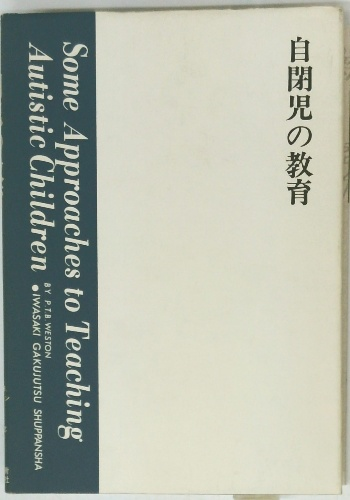 自閉児の教育
Some Approaches to Teaching
Autistic Children
BY P.T.B. WESTON
●IWASAKI GAKUJUTSU SHUPPANSHA